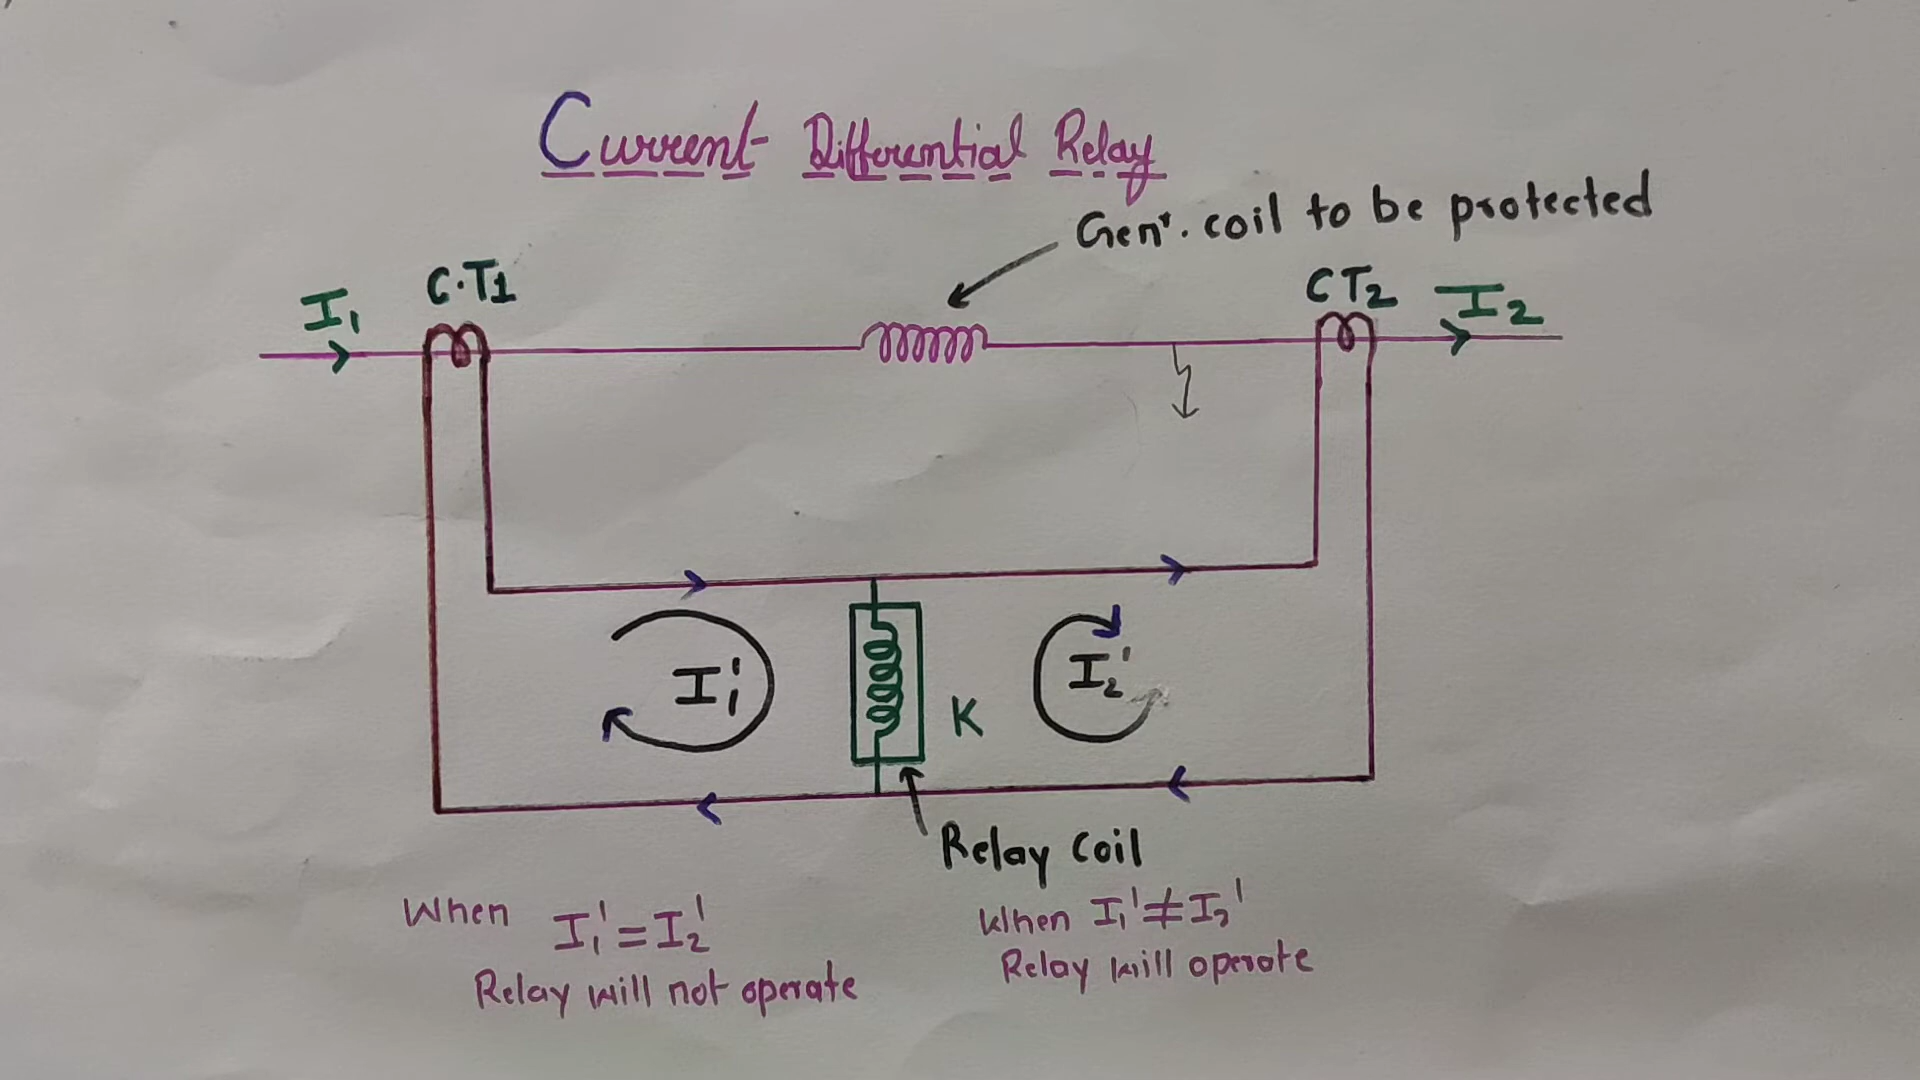 Current Differential Relay
Genr. coil to be protected
C.T1
CT2
I1
I2
I1'
I2'
K
Relay coil
When I1' = I2'
Relay will not operate
When I1' ≠ I2'
Relay will operate